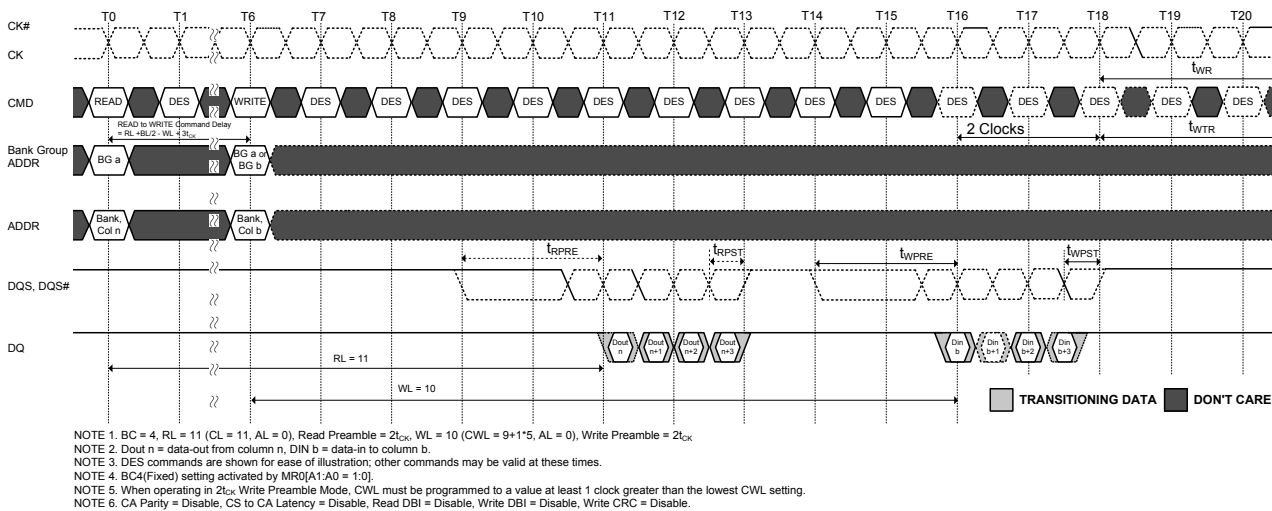 T0 T1 T6 T7 T8 T9 T10 T11 T12 T13 T14 T15 T16 T17 T18 T19 T20
CK#
CK
tWR
CMD READ DES WRITE DES DES DES DES DES DES DES DES DES DES DES DES DES DES
READ to WRITE Command Delay
= RL +BL/2 - WL + 3tCK
2 Clocks tWTR
Bank Group
ADDR
BG a
BG a or
BG b
ADDR
Bank,
Col n
Bank,
Col b
tRPRE tRPST tWPRE tWPST
DQS, DQS#
DQ
Dout
n
Dout
n+1
Dout
n+2
Dout
n+3
Din
b
Din
b+1
Din
b+2
Din
b+3
RL = 11
WL = 10
TRANSITIONING DATA DON'T CARE
NOTE 1. BC = 4, RL = 11 (CL = 11, AL = 0), Read Preamble = 2tCK, WL = 10 (CWL = 9+1*5, AL = 0), Write Preamble = 2tCK
NOTE 2. Dout n = data-out from column n, DIN b = data-in to column b.
NOTE 3. DES commands are shown for ease of illustration; other commands may be valid at these times.
NOTE 4. BC4(Fixed) setting activated by MR0[A1:A0 = 1:0].
NOTE 5. When operating in 2tCK Write Preamble Mode, CWL must be programmed to a value at least 1 clock greater than the lowest CWL setting.
NOTE 6. CA Parity = Disable, CS to CA Latency = Disable, Read DBI = Disable, Write DBI = Disable, Write CRC = Disable.